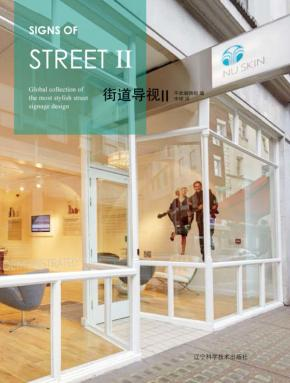 SIGNS OF
STREET II
Global collection of
the most stylish street
signage design
街道导视II
NU SKIN
辽宁科学技术出版社